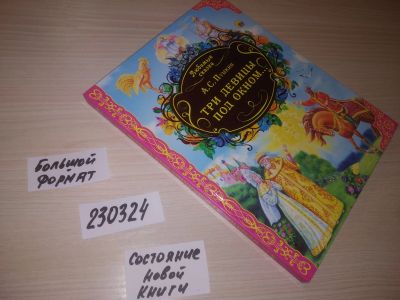 Любимые
сказки
А.С.Пушкин
ТРИ ДЕВИЦЫ
ПОД ОКНОМ...
БОЛЬШОЙ
ФОРМАТ
230324
СОСТОЯНИЕ
НОВОЙ
КНИГИ